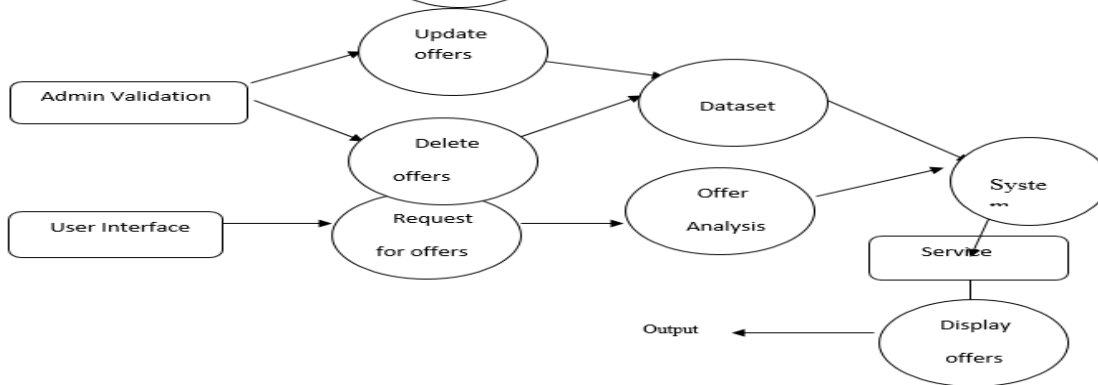 Update
offers
Admin Validation
Dataset
Delete
offers
Offer
Analysis
Syste
User Interface
Request
for offers
Service
Output
Display
offers